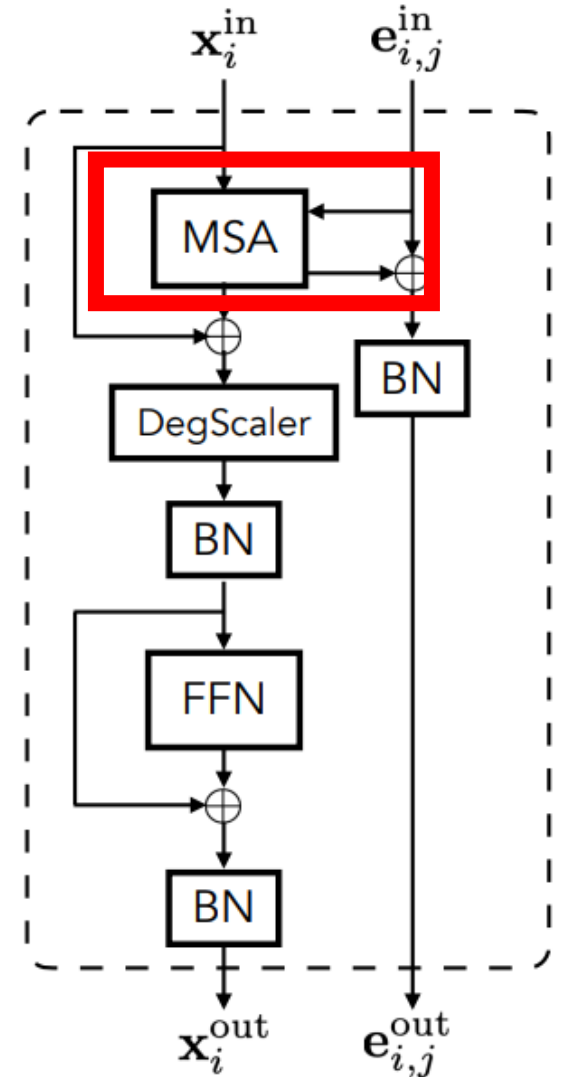 x_i^in e_{i,j}^in
MSA
BN
DegScaler
BN
FFN
BN
x_i^out e_{i,j}^out